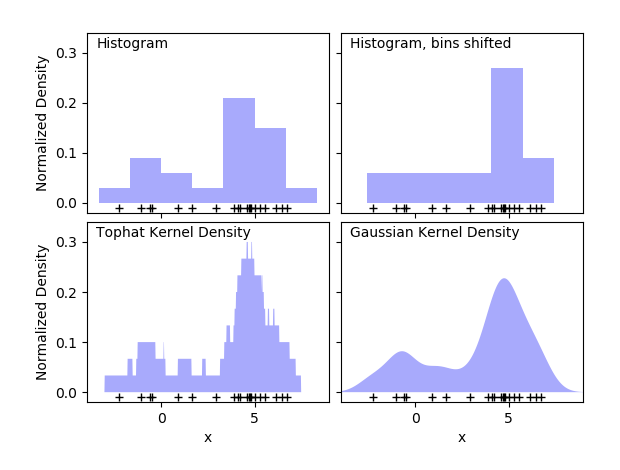 Histogram
Histogram, bins shifted
Normalized Density
0.3
0.2
0.1
0.0
Tophat Kernel Density
Gaussian Kernel Density
Normalized Density
0.3
0.2
0.1
0.0
0
5
0
5
x
x